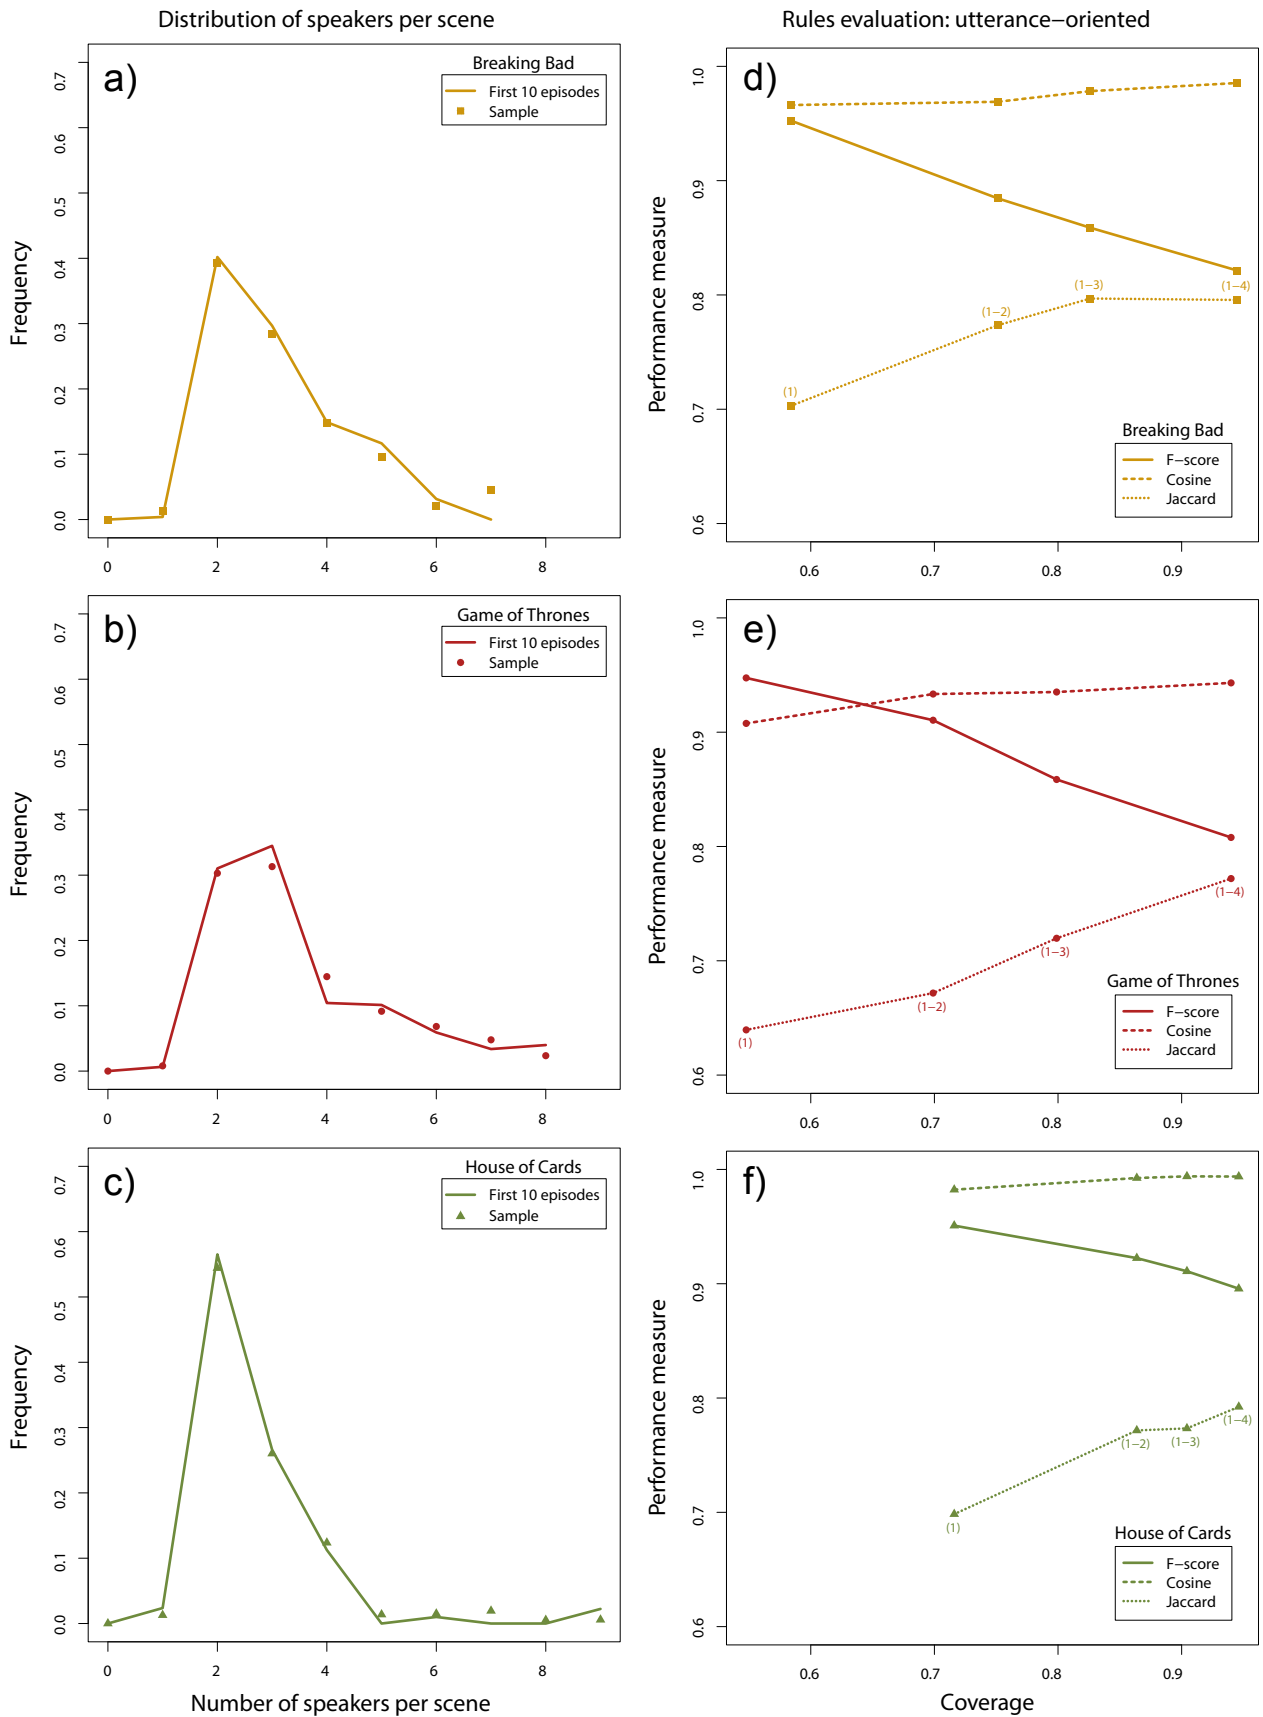 Distribution of speakers per scene
a)
Breaking Bad
First 10 episodes
Sample
Frequency
0.7
0.6
0.5
0.4
0.3
0.2
0.1
0.0
0 2 4 6 8
b)
Game of Thrones
First 10 episodes
Sample
Frequency
0.7
0.6
0.5
0.4
0.3
0.2
0.1
0.0
0 2 4 6 8
c)
House of Cards
First 10 episodes
Sample
Frequency
0.7
0.6
0.5
0.4
0.3
0.2
0.1
0.0
0 2 4 6 8
Number of speakers per scene
Rules evaluation: utterance−oriented
d)
Performance measure
1.0
0.9
0.8
0.7
0.6
(1)
(1−2)
(1−3)
(1−4)
Breaking Bad
F−score
Cosine
Jaccard
0.6 0.7 0.8 0.9
e)
Performance measure
1.0
0.9
0.8
0.7
0.6
(1)
(1−2)
(1−3)
(1−4)
Game of Thrones
F−score
Cosine
Jaccard
0.6 0.7 0.8 0.9
f)
Performance measure
1.0
0.9
0.8
0.7
0.6
(1)
(1−2)
(1−3)
(1−4)
House of Cards
F−score
Cosine
Jaccard
0.6 0.7 0.8 0.9
Coverage